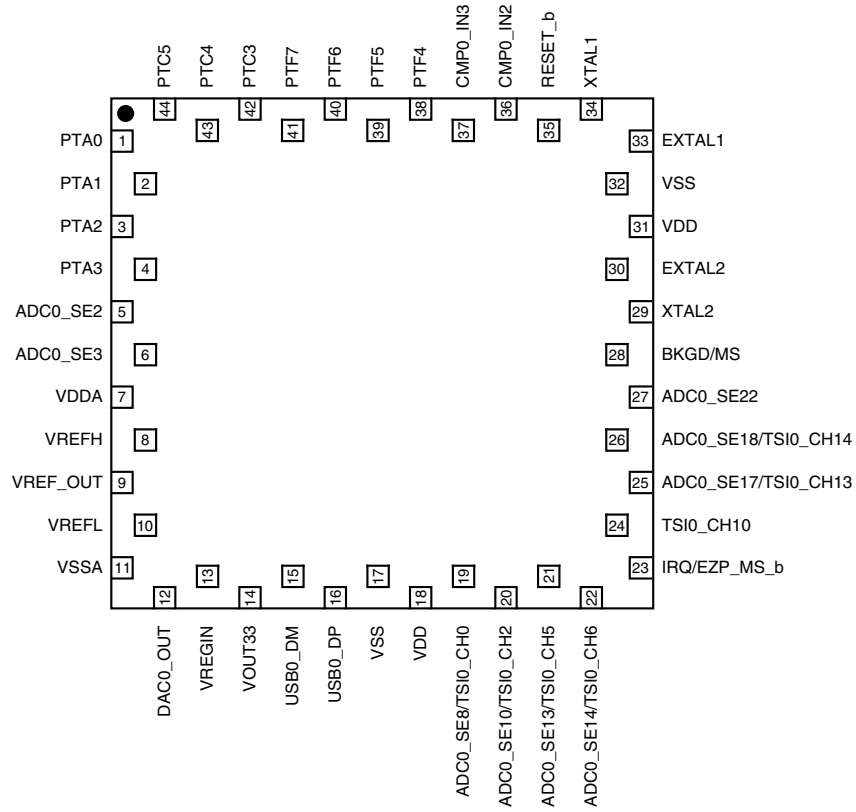 PTC5
PTC4
PTC3
PTF7
PTF6
PTF5
PTF4
CMP0_IN3
CMP0_IN2
RESET_b
XTAL1
44
43
42
41
40
39
38
37
36
35
34
PTA0 1
PTA1 2
PTA2 3
PTA3 4
ADC0_SE2 5
ADC0_SE3 6
VDDA 7
VREFH 8
VREF_OUT 9
VREFL 10
VSSA 11
33 EXTAL1
32 VSS
31 VDD
30 EXTAL2
29 XTAL2
28 BKGD/MS
27 ADC0_SE22
26 ADC0_SE18/TSI0_CH14
25 ADC0_SE17/TSI0_CH13
24 TSI0_CH10
23 IRQ/EZP_MS_b
12
13
14
15
16
17
18
19
20
21
22
DAC0_OUT
VREGIN
VOUT33
USB0_DM
USB0_DP
VSS
VDD
ADC0_SE8/TSI0_CH0
ADC0_SE10/TSI0_CH2
ADC0_SE13/TSI0_CH5
ADC0_SE14/TSI0_CH6